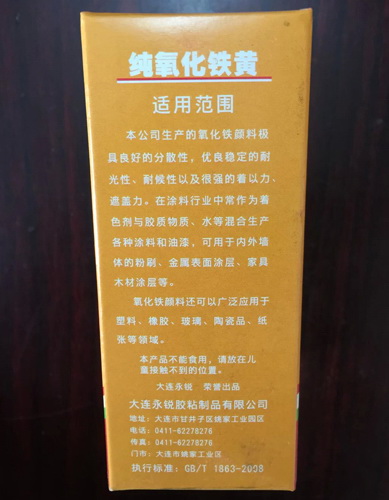 纯氧化铁黄
适用范围
本公司生产的氧化铁颜料极
具良好的分散性，优良稳定的耐
光性、耐候性以及很强的着以力、
遮盖力。在涂料行业中常作为着
色剂与胶质物质、水等混合生产
各种涂料和油漆，可用于内外墙
体的粉刷、金属表面涂层、家具
木材涂层等。
氧化铁颜料还可以广泛应用于
塑料、橡胶、玻璃、陶瓷品、纸
张等领域。
本产品不能食用，请放在儿
童接触不到的位置。
大连永锐 荣誉出品
大连永锐胶粘制品有限公司
地址：大连市甘井子区姚家工业园区
电话：0411-62278276
传真：0411-62278276
门市：大连市姚家工业区
执行标准：GB/T 1863-2008